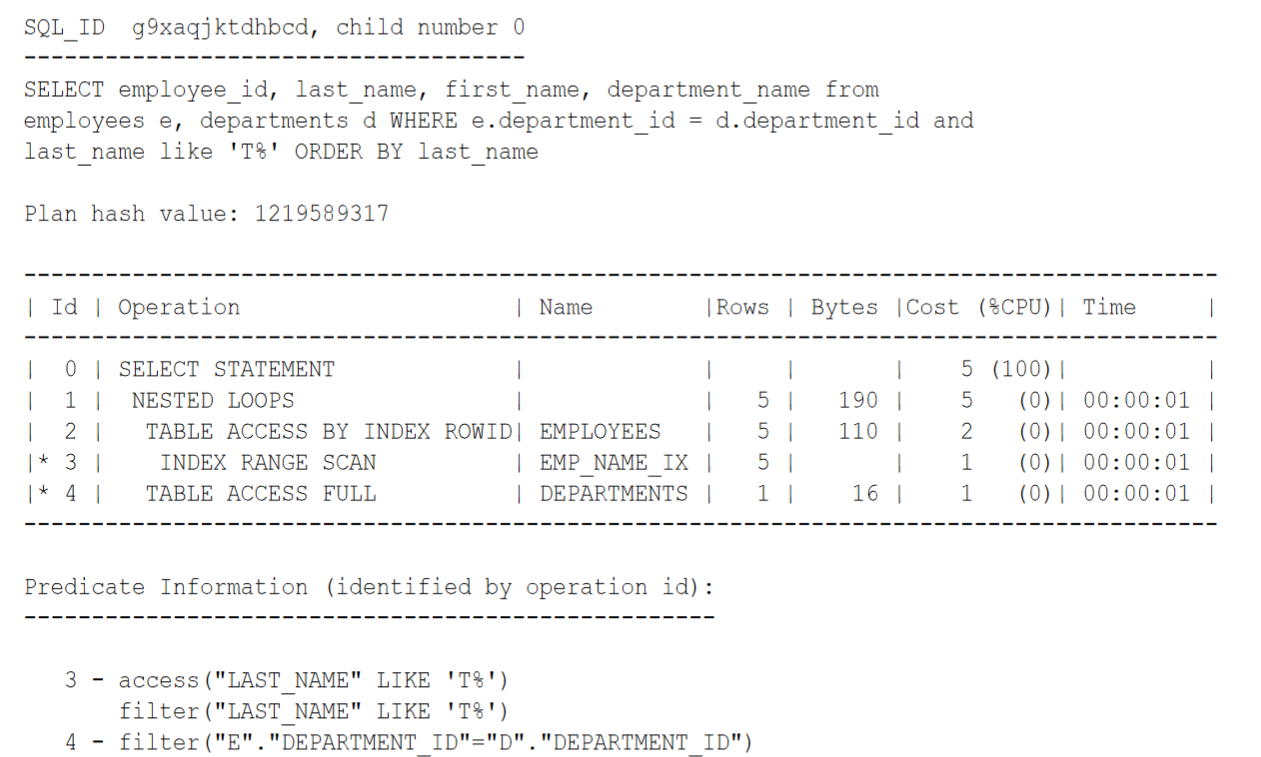 SQL_ID  g9xaqjktdhbcd, child number 0
-------------------------------------
SELECT employee_id, last_name, first_name, department_name from
employees e, departments d WHERE e.department_id = d.department_id and
last_name like 'T%' ORDER BY last_name
Plan hash value: 1219589317
----------------------------------------------------------------------------------------
| Id | Operation                    | Name        |Rows | Bytes |Cost (%CPU)| Time     |
----------------------------------------------------------------------------------------
|  0 | SELECT STATEMENT             |             |     |       |    5 (100)|          |
|  1 |  NESTED LOOPS                |             |   5 |   190 |    5   (0)| 00:00:01 |
|  2 |   TABLE ACCESS BY INDEX ROWID| EMPLOYEES   |   5 |   110 |    2   (0)| 00:00:01 |
|* 3 |    INDEX RANGE SCAN          | EMP_NAME_IX |   5 |       |    1   (0)| 00:00:01 |
|* 4 |   TABLE ACCESS FULL          | DEPARTMENTS |   1 |    16 |    1   (0)| 00:00:01 |
----------------------------------------------------------------------------------------
Predicate Information (identified by operation id):
---------------------------------------------------
   3 - access("LAST_NAME" LIKE 'T%')
       filter("LAST_NAME" LIKE 'T%')
   4 - filter("E"."DEPARTMENT_ID"="D"."DEPARTMENT_ID")